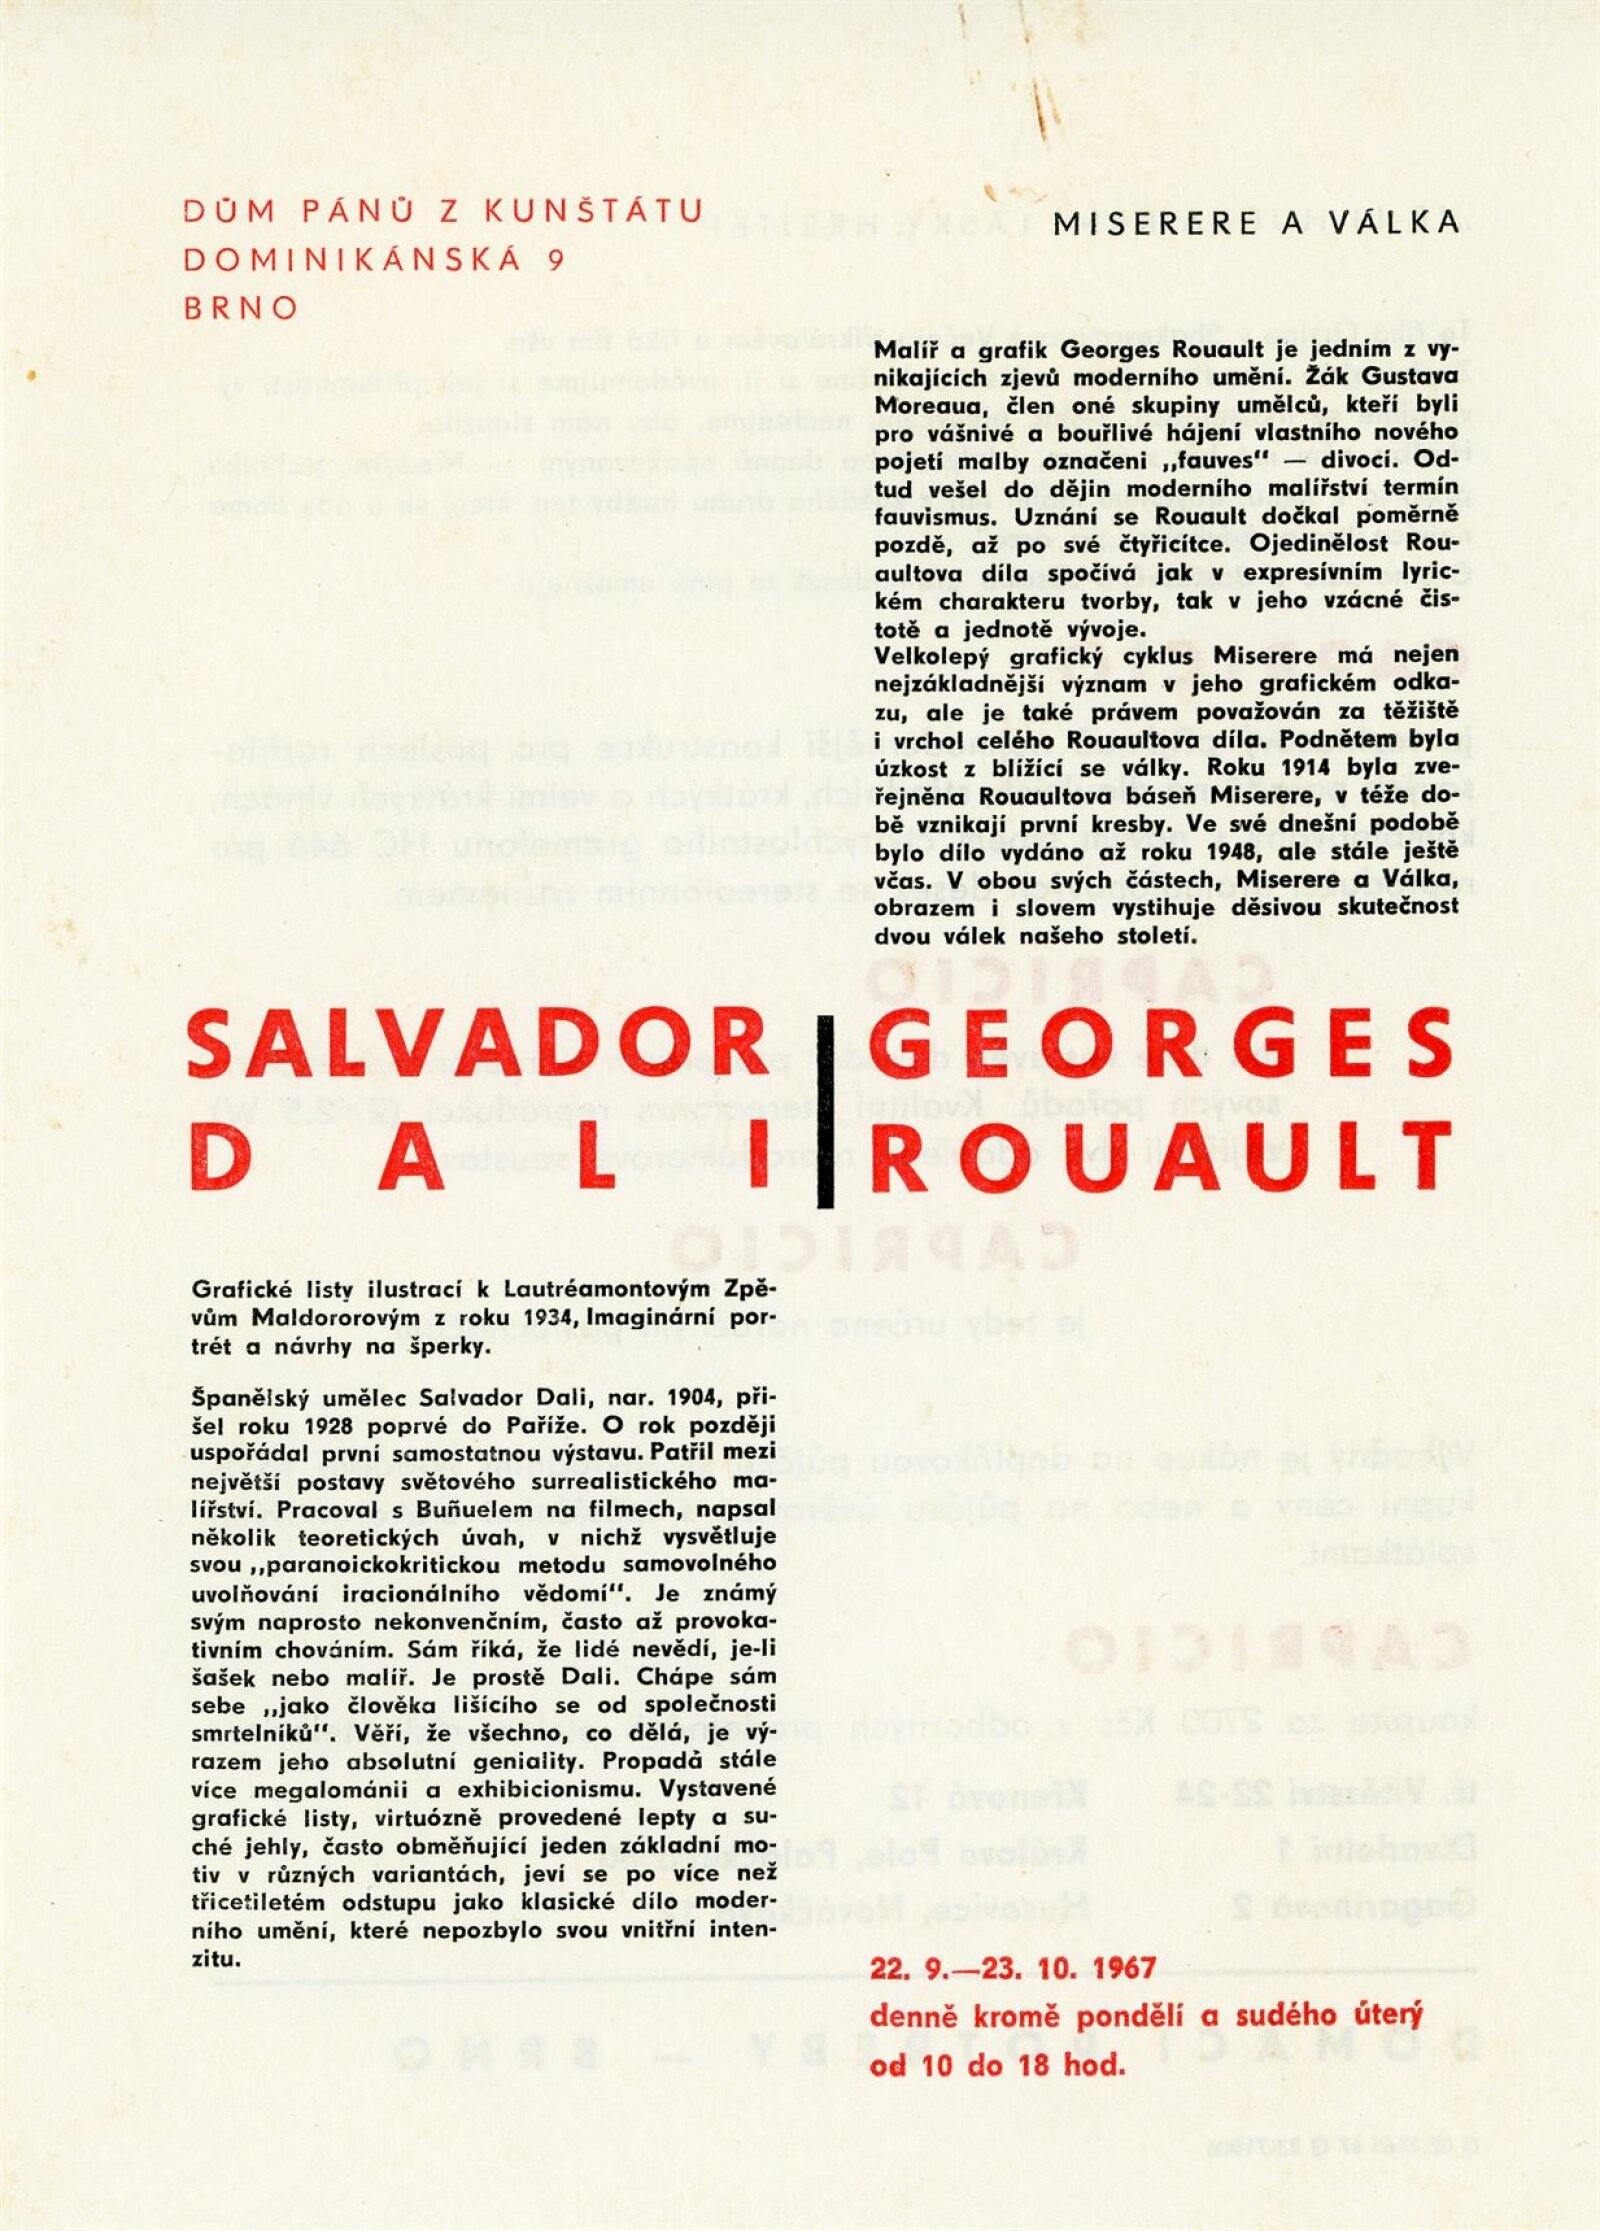 DŮM PÁNŮ Z KUNŠTÁTU
DOMINIKÁNSKÁ 9
BRNO
MISERERE A VÁLKA
Malíř a grafik Georges Rouault je jedním z vy-
nikajících zjevů moderního umění. Žák Gustava
Moreaua, člen oné skupiny umělců, kteří byli
pro vášnivé a bouřlivé hájení vlastního nového
pojetí malby označeni „fauves" — divocí. Od-
tud vešel do dějin moderního malířství termín
fauvismus. Uznání se Rouault dočkal poměrně
pozdě, až po své čtyřicítce. Ojedinělost Rou-
aultova díla spočívá jak v expresívním lyric-
kém charakteru tvorby, tak v jeho vzácné čis-
totě a jednotě vývoje.
Velkolepý grafický cyklus Miserere má nejen
nejzákladnější význam v jeho grafickém odka-
zu, ale je také právem považován za těžiště
i vrchol celého Rouaultova díla. Podnětem byla
úzkost z blížící se války. Roku 1914 byla zve-
řejněna Rouaultova báseň Miserere, v téže do-
bě vznikají první kresby. Ve své dnešní podobě
bylo dílo vydáno až roku 1948, ale stále ještě
včas. V obou svých částech, Miserere a Válka,
obrazem i slovem vystihuje děsivou skutečnost
dvou válek našeho století.
SALVADOR
DALI
GEORGES
ROUAULT
Grafické listy ilustrací k Lautréamontovým Zpě-
vům Maldororovým z roku 1934, Imaginární por-
trét a návrhy na šperky.
Španělský umělec Salvador Dali, nar. 1904, při-
šel roku 1928 poprvé do Paříže. O rok později
uspořádal první samostatnou výstavu. Patřil mezi
největší postavy světového surrealistického ma-
lířství. Pracoval s Buñuelem na filmech, napsal
několik teoretických úvah, v nichž vysvětluje
svou „paranoickokritickou metodu samovolného
uvolňování iracionálního vědomí". Je známý
svým naprosto nekonvenčním, často až provoka-
tivním chováním. Sám říká, že lidé nevědí, je-li
šašek nebo malíř. Je prostě Dali. Chápe sám
sebe „jako člověka lišícího se od společnosti
smrtelníků". Věří, že všechno, co dělá, je vý-
razem jeho absolutní geniality. Propadá stále
více megalománii a exhibicionismu. Vystavené
grafické listy, virtuózně provedené lepty a su-
ché jehly, často obměňující jeden základní mo-
tiv v různých variantách, jeví se po více než
třicetiletém odstupu jako klasické dílo moder-
ního umění, které nepozbylo svou vnitřní inten-
zitu.
22. 9.—23. 10. 1967
denně kromě pondělí a sudého úterý
od 10 do 18 hod.